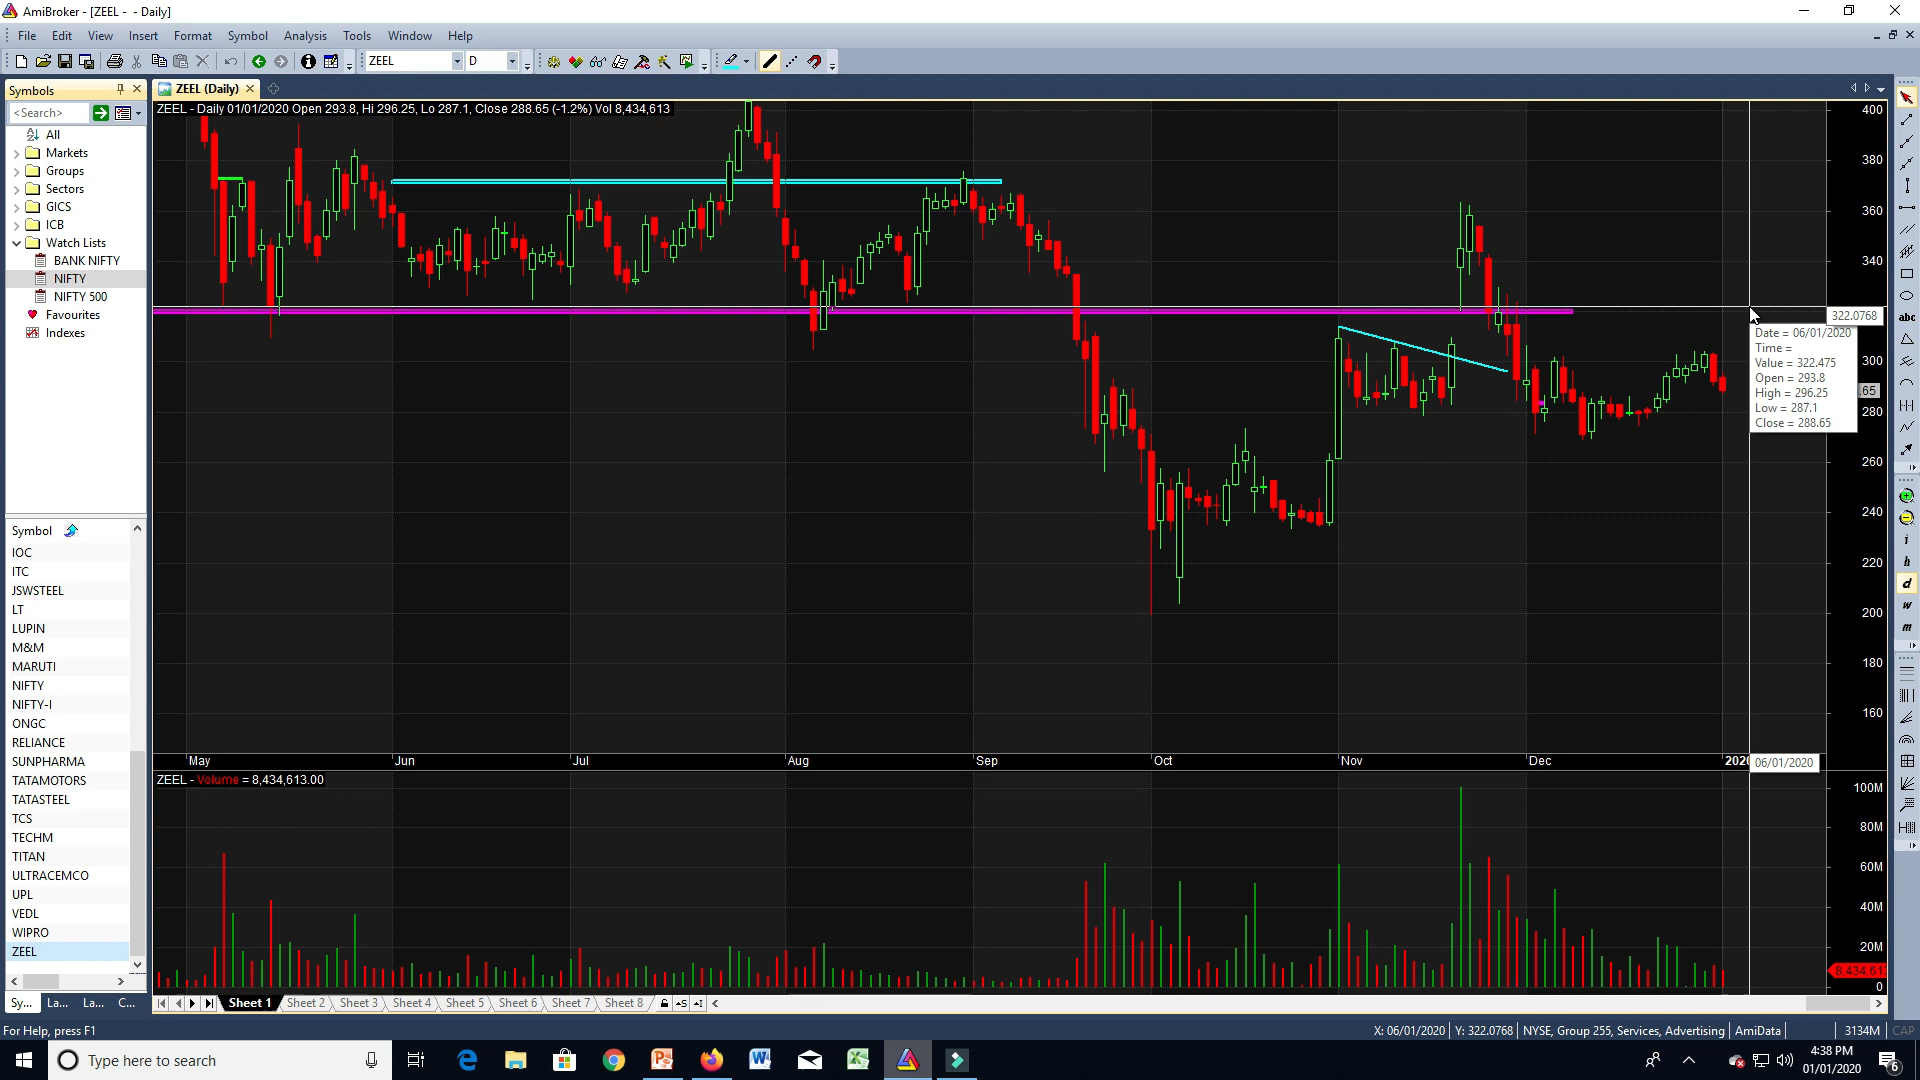 AmiBroker - [ZEEL -  - Daily]
File Edit View Insert Format Symbol Analysis Tools Window Help
ZEEL D
Symbols
ZEEL (Daily)
<Search>
ZEEL - Daily 01/01/2020 Open 293.8, Hi 296.25, Lo 287.1, Close 288.65 (-1.2%) Vol 8,434,613
All
Markets
Groups
Sectors
GICS
ICB
Watch Lists
BANK NIFTY
NIFTY
NIFTY 500
Favourites
Indexes
Symbol
IOC
ITC
JSWSTEEL
LT
LUPIN
M&M
MARUTI
NIFTY
NIFTY-I
ONGC
RELIANCE
SUNPHARMA
TATAMOTORS
TATASTEEL
TCS
TECHM
TITAN
ULTRACEMCO
UPL
VEDL
WIPRO
ZEEL
Sy... La... La... C...
400
380
360
340
322.0768
300
.65
280
260
240
220
200
180
160
Date = 06/01/2020
Time =
Value = 322.475
Open = 293.8
High = 296.25
Low = 287.1
Close = 288.65
May Jun Jul Aug Sep Oct Nov Dec 2020 06/01/2020
ZEEL - Volume = 8,434,613.00
100M
80M
60M
40M
20M
8,434,61
0
abc
i
h
d
w
m
Sheet 1 Sheet 2 Sheet 3 Sheet 4 Sheet 5 Sheet 6 Sheet 7 Sheet 8
For Help, press F1
X: 06/01/2020 Y: 322.0768 NYSE, Group 255, Services, Advertising AmiData 3134M CAP
Type here to search
4:38 PM
01/01/2020
6